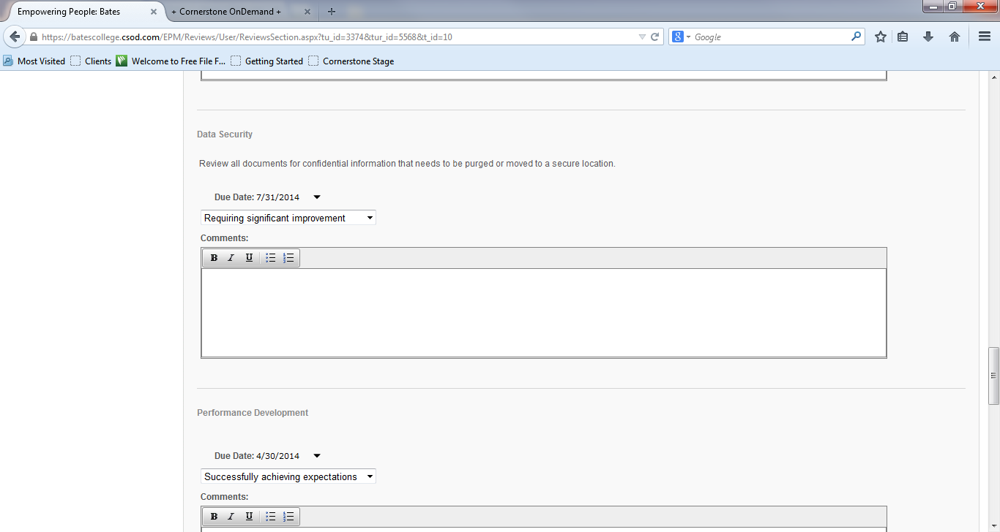 Empowering People: Bates
+ Cornerstone OnDemand +
https://batescollege.csod.com/EPM/Reviews/User/ReviewsSection.aspx?tu_id=3374&tur_id=5568&t_id=10
8 Google
Most Visited Clients Welcome to Free File F... Getting Started Cornerstone Stage
Data Security
Review all documents for confidential information that needs to be purged or moved to a secure location.
Due Date: 7/31/2014
Requiring significant improvement
Comments:
B I U
Performance Development
Due Date: 4/30/2014
Successfully achieving expectations
Comments:
B I U